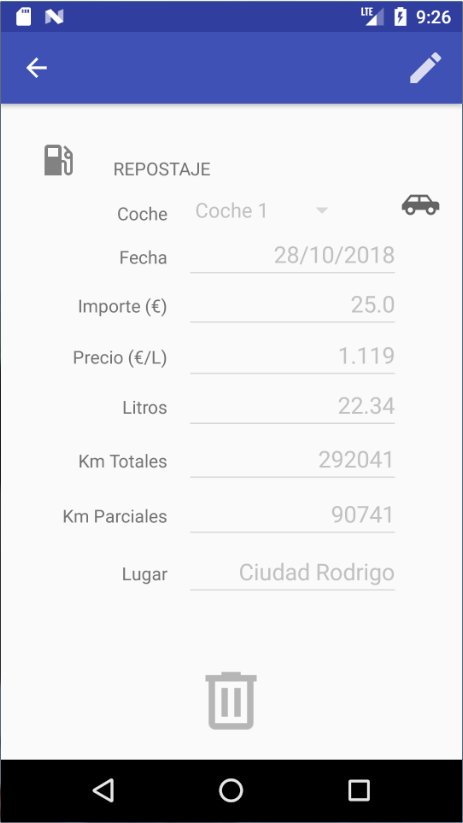 LTE 9:26
REPOSTAJE
Coche Coche 1
Fecha 28/10/2018
Importe (€) 25.0
Precio (€/L) 1.119
Litros 22.34
Km Totales 292041
Km Parciales 90741
Lugar Ciudad Rodrigo